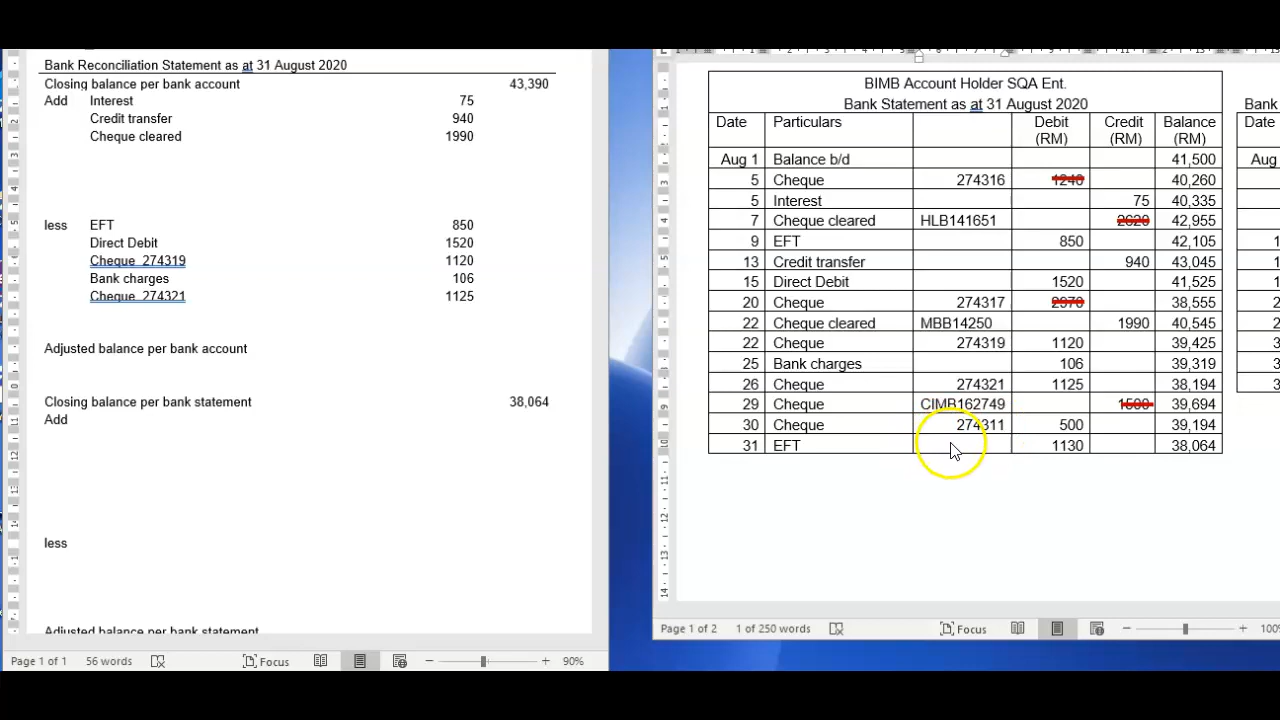 Bank Reconciliation Statement as at 31 August 2020
Closing balance per bank account 43,390
Add Interest 75
Credit transfer 940
Cheque cleared 1990
less EFT 850
Direct Debit 1520
Cheque 274319 1120
Bank charges 106
Cheque 274321 1125
Adjusted balance per bank account
Closing balance per bank statement 38,064
Add
less
Adjusted balance per bank statement
Page 1 of 1 56 words Focus 90%
BIMB Account Holder SQA Ent.
Bank Statement as at 31 August 2020
Date Particulars Debit (RM) Credit (RM) Balance (RM)
Aug 1 Balance b/d 41,500
5 Cheque 274316 1240 40,260
5 Interest 75 40,335
7 Cheque cleared HLB141651 2620 42,955
9 EFT 850 42,105
13 Credit transfer 940 43,045
15 Direct Debit 1520 41,525
20 Cheque 274317 2970 38,555
22 Cheque cleared MBB14250 1990 40,545
22 Cheque 274319 1120 39,425
25 Bank charges 106 39,319
26 Cheque 274321 1125 38,194
29 Cheque CIMB162749 1500 39,694
30 Cheque 274311 500 39,194
31 EFT 1130 38,064
Bank
Date
Aug
Page 1 of 2 1 of 250 words Focus 100%